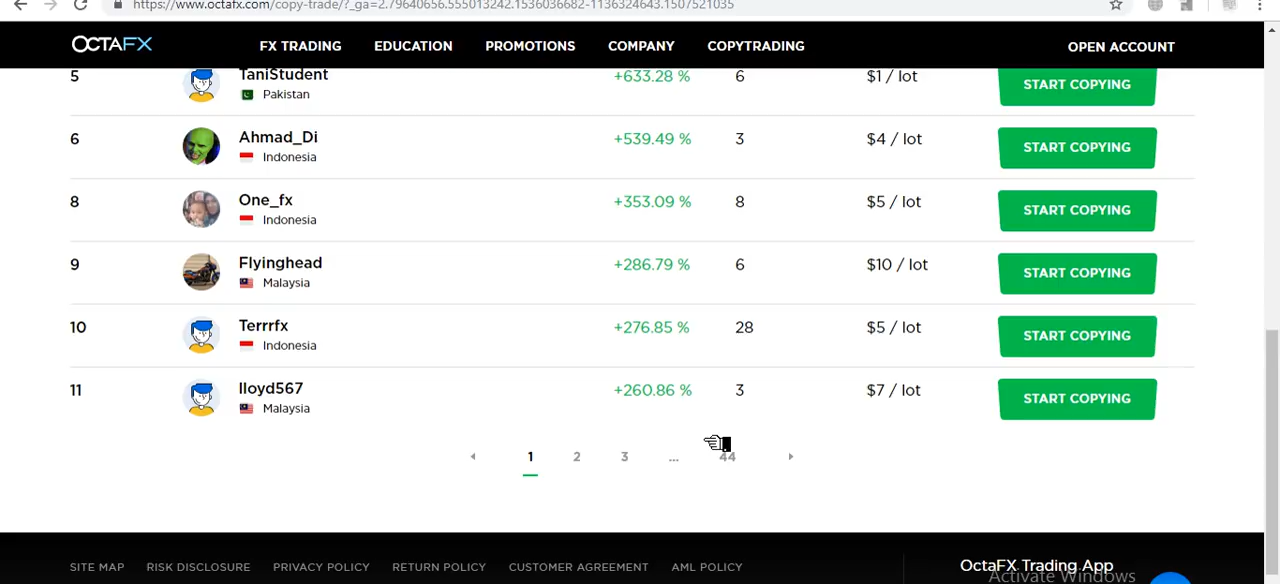 https://www.octafx.com/copy-trade/?_ga=2.79640656.555013242.1536036682-1136324643.1507521035
OCTAFX FX TRADING EDUCATION PROMOTIONS COMPANY COPYTRADING OPEN ACCOUNT
5 TaniStudent +633.28 % 6 $1 / lot START COPYING
Pakistan
6 Ahmad_Di +539.49 % 3 $4 / lot START COPYING
Indonesia
8 One_fx +353.09 % 8 $5 / lot START COPYING
Indonesia
9 Flyinghead +286.79 % 6 $10 / lot START COPYING
Malaysia
10 Terrrfx +276.85 % 28 $5 / lot START COPYING
Indonesia
11 lloyd567 +260.86 % 3 $7 / lot START COPYING
Malaysia
1 2 3 ... 44
SITE MAP RISK DISCLOSURE PRIVACY POLICY RETURN POLICY CUSTOMER AGREEMENT AML POLICY OctaFX Trading App
Activate Windows